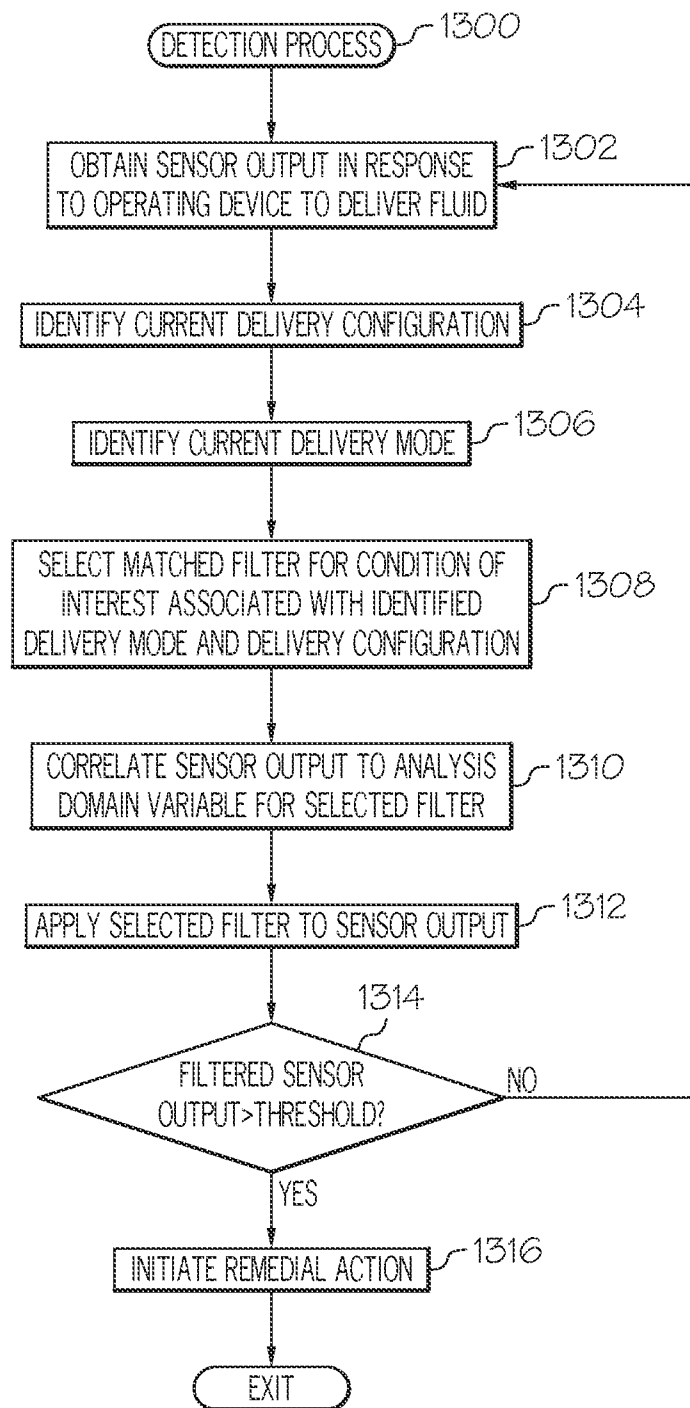 DETECTION PROCESS
1300
OBTAIN SENSOR OUTPUT IN RESPONSE
TO OPERATING DEVICE TO DELIVER FLUID
1302
IDENTIFY CURRENT DELIVERY CONFIGURATION
1304
IDENTIFY CURRENT DELIVERY MODE
1306
SELECT MATCHED FILTER FOR CONDITION OF
INTEREST ASSOCIATED WITH IDENTIFIED
DELIVERY MODE AND DELIVERY CONFIGURATION
1308
CORRELATE SENSOR OUTPUT TO ANALYSIS
DOMAIN VARIABLE FOR SELECTED FILTER
1310
APPLY SELECTED FILTER TO SENSOR OUTPUT
1312
1314
FILTERED SENSOR
OUTPUT>THRESHOLD?
NO
YES
INITIATE REMEDIAL ACTION
1316
EXIT